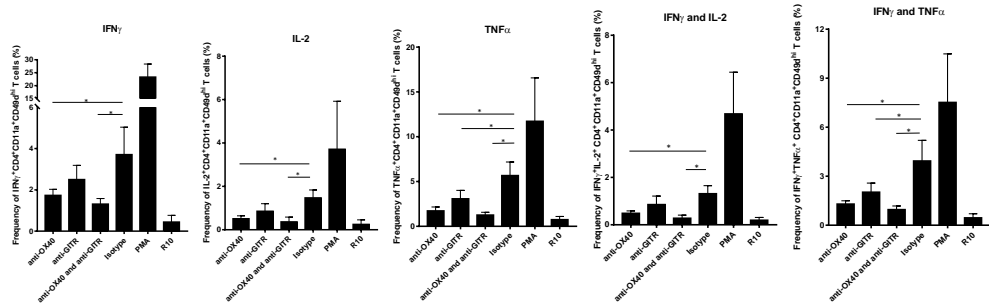 IFNγ
Frequency of IFNγ⁺CD4⁺CD11a⁺CD49dʰⁱ T cells (%)
30
25
20
15
10
5
6
4
2
0
*
*
anti-OX40
anti-GITR
anti-OX40 and anti-GITR
Isotype
PMA
R10
IL-2
Frequency of IL-2⁺CD4⁺CD11a⁺CD49dʰⁱ T cells (%)
8
6
4
2
0
*
*
anti-OX40
anti-GITR
anti-OX40 and anti-GITR
Isotype
PMA
R10
TNFα
Frequency of TNFα⁺CD4⁺CD11a⁺CD49dʰⁱ T cells (%)
20
15
10
5
0
*
*
*
anti-OX40
anti-GITR
anti-OX40 and anti-GITR
Isotype
PMA
R10
IFNγ and IL-2
Frequency of IFNγ⁺IL-2⁺ CD4⁺CD11a⁺CD49dʰⁱ T cells (%)
8
6
4
2
0
*
*
anti-OX40
anti-GITR
anti-OX40 and anti-GITR
Isotype
PMA
R10
IFNγ and TNFα
Frequency of IFNγ⁺TNFα⁺ CD4⁺CD11a⁺CD49dʰⁱ T cells (%)
12
9
6
3
0
*
*
*
anti-OX40
anti-GITR
anti-OX40 and anti-GITR
Isotype
PMA
R10